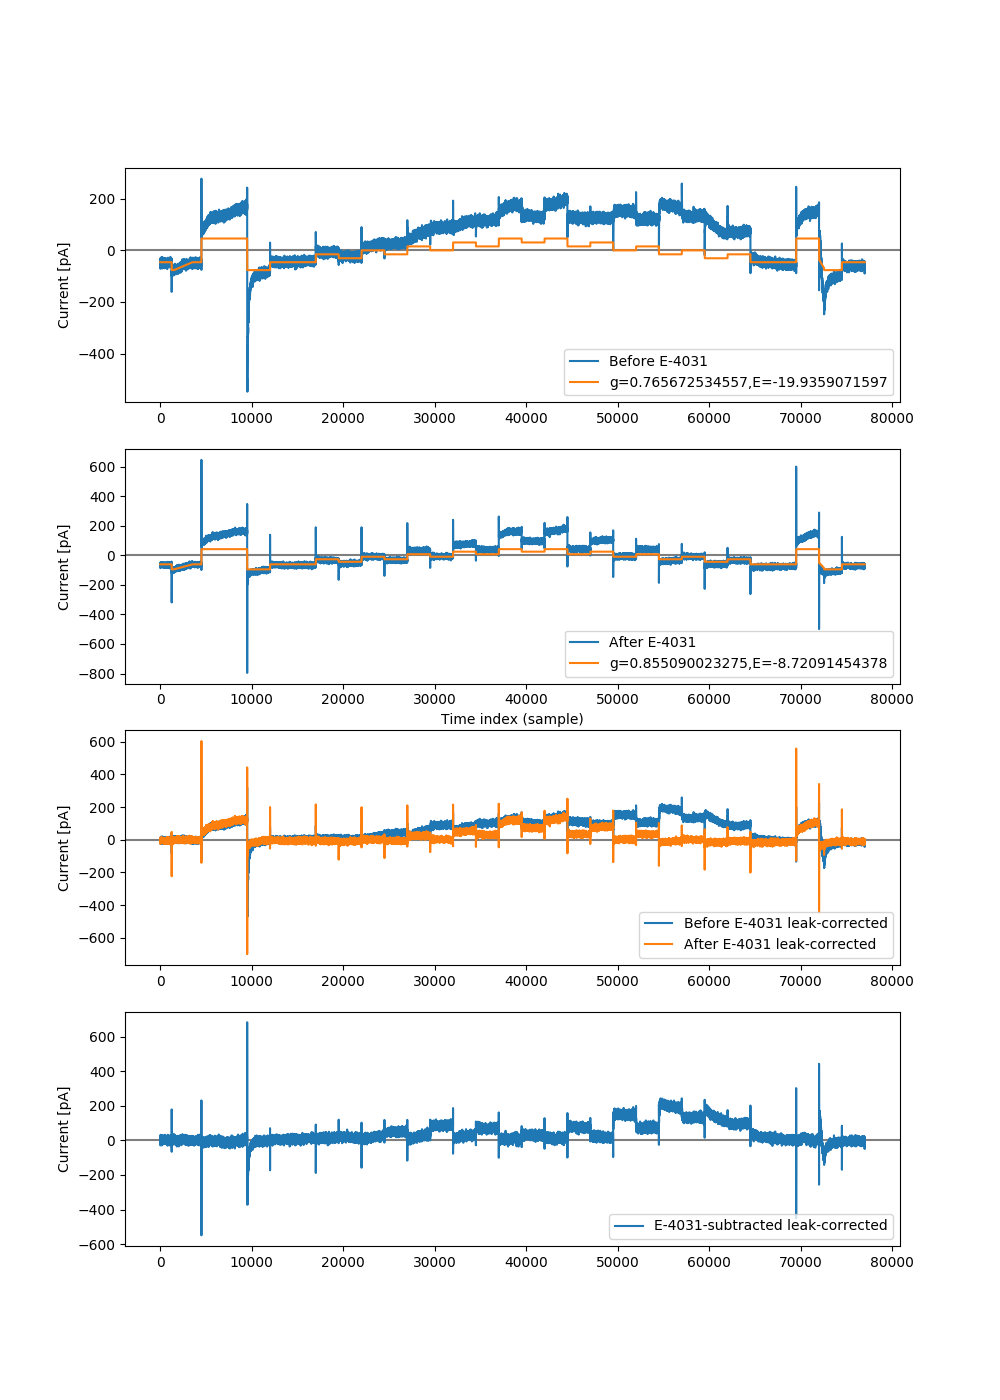 200
0
−200
−400
Current [pA]
Before E-4031
g=0.765672534557,E=-19.9359071597
0 10000 20000 30000 40000 50000 60000 70000 80000
600
400
200
0
−200
−400
−600
−800
Current [pA]
After E-4031
g=0.855090023275,E=-8.72091454378
0 10000 20000 30000 40000 50000 60000 70000 80000
Time index (sample)
600
400
200
0
−200
−400
−600
Current [pA]
Before E-4031 leak-corrected
After E-4031 leak-corrected
0 10000 20000 30000 40000 50000 60000 70000 80000
600
400
200
0
−200
−400
−600
Current [pA]
E-4031-subtracted leak-corrected
0 10000 20000 30000 40000 50000 60000 70000 80000